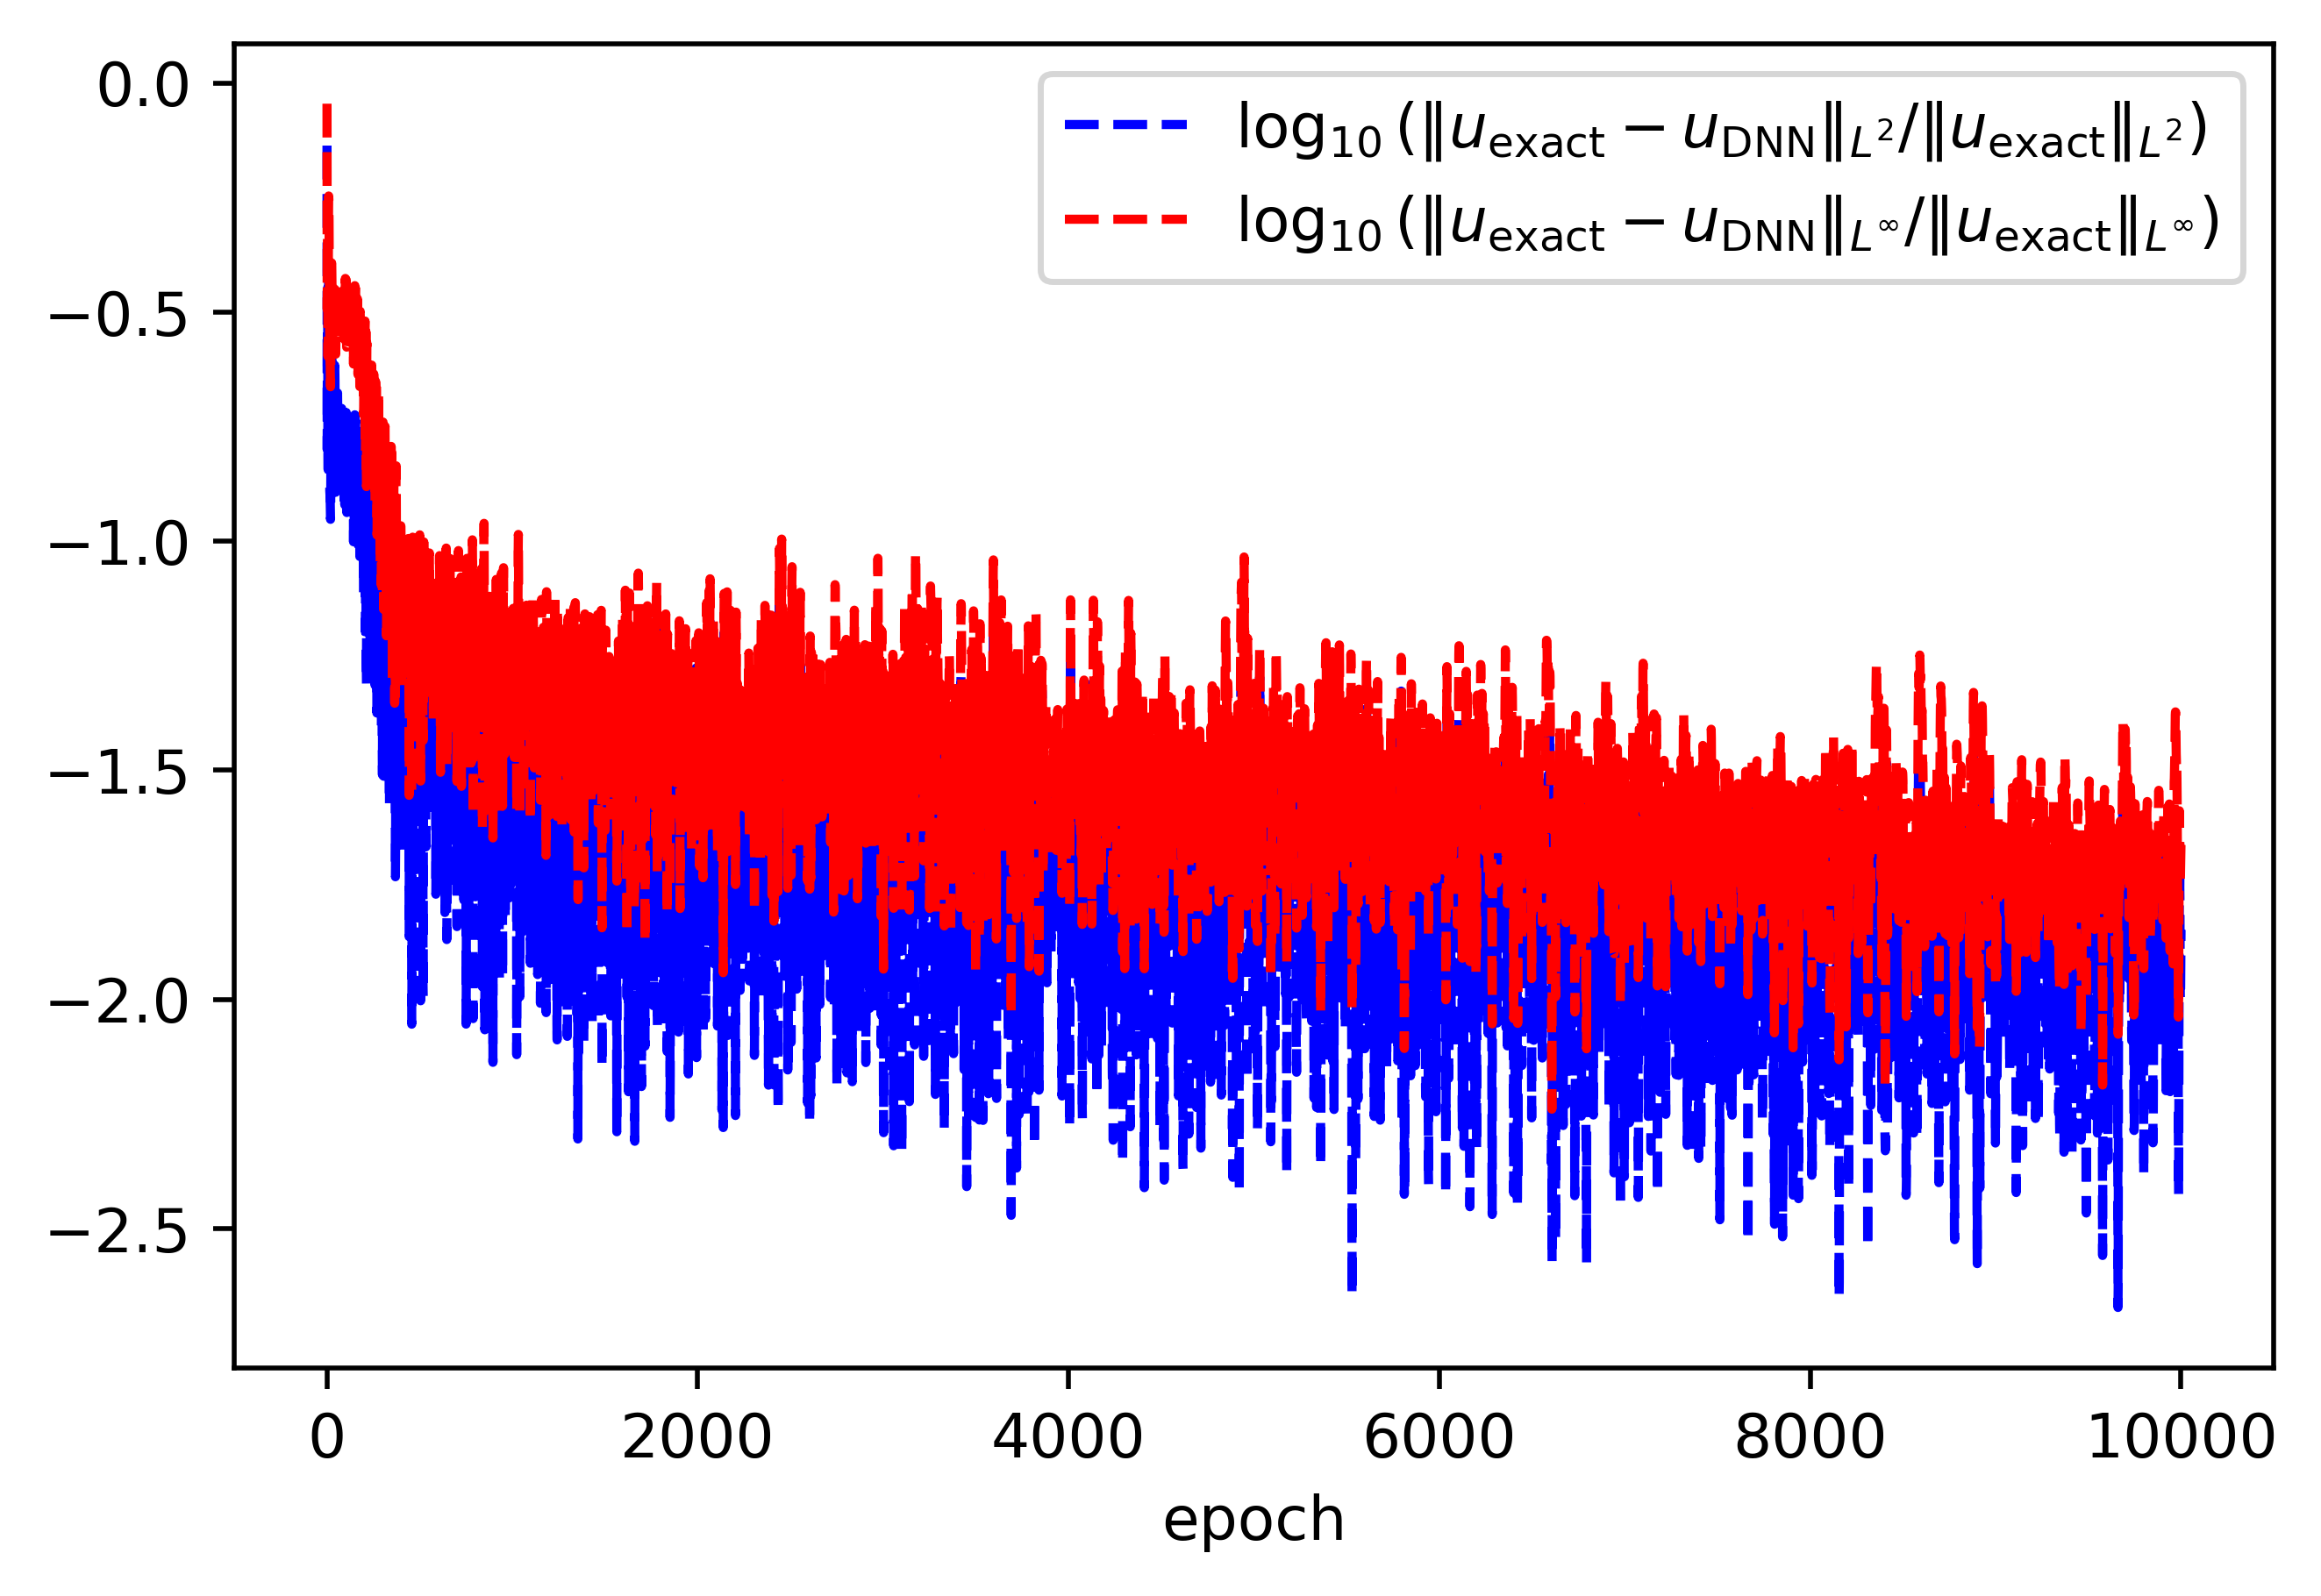 0.0
−0.5
−1.0
−1.5
−2.0
−2.5
log₁₀ (‖u_exact − u_DNN‖_L² / ‖u_exact‖_L²)
log₁₀ (‖u_exact − u_DNN‖_L∞ / ‖u_exact‖_L∞)
0 2000 4000 6000 8000 10000
epoch